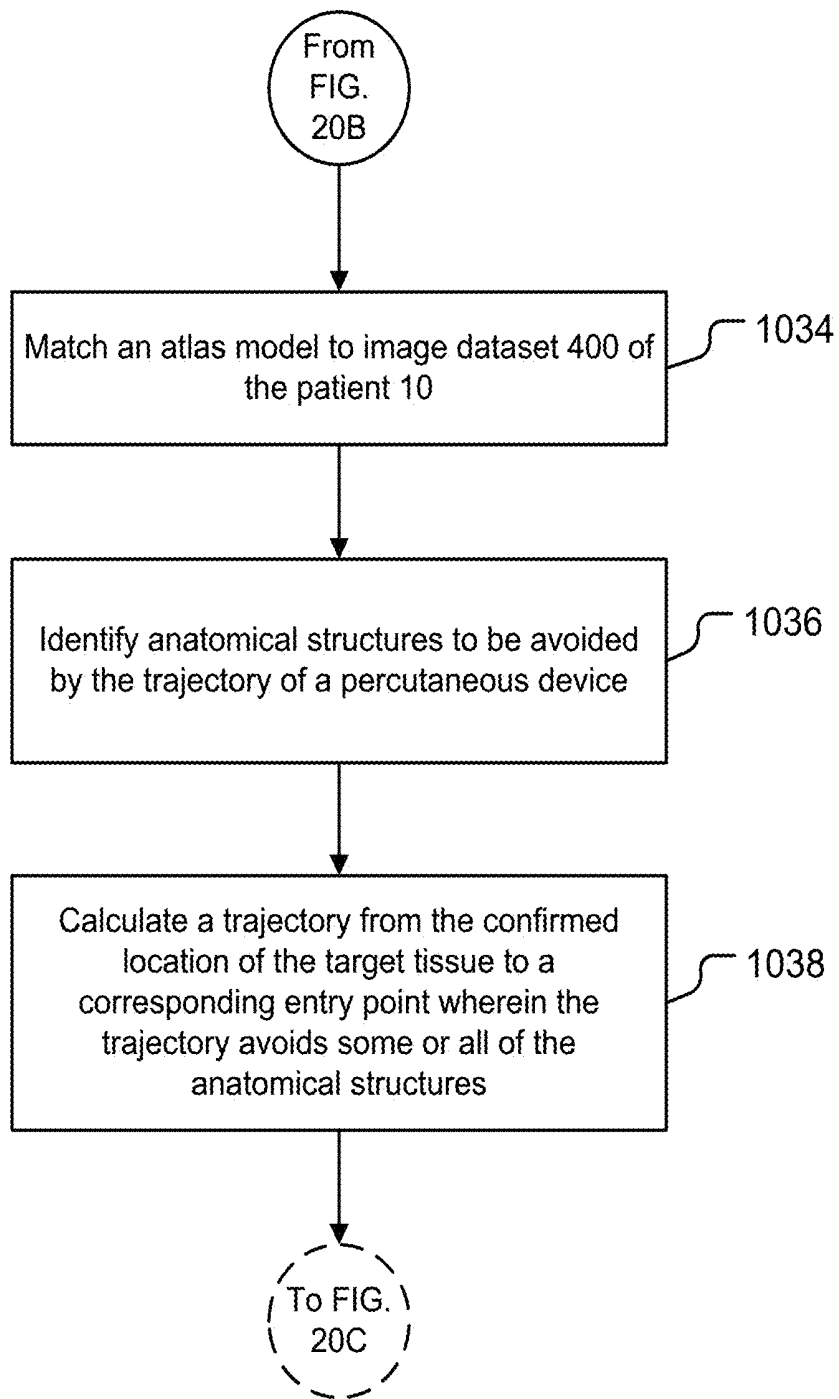 From
FIG.
20B
Match an atlas model to image dataset 400 of
the patient 10
1034
Identify anatomical structures to be avoided
by the trajectory of a percutaneous device
1036
Calculate a trajectory from the confirmed
location of the target tissue to a
corresponding entry point wherein the
trajectory avoids some or all of the
anatomical structures
1038
To FIG.
20C